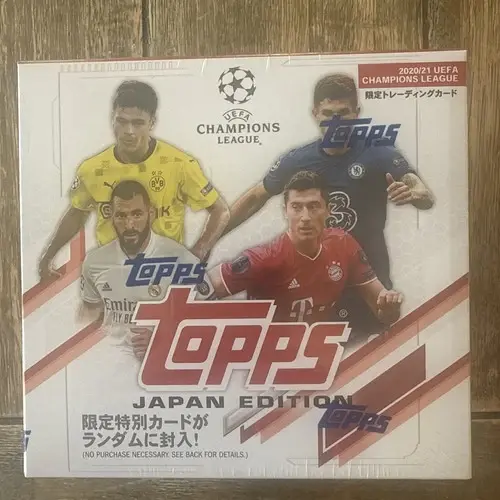 2020/21 UEFA
CHAMPIONS LEAGUE
限定トレーディングカード
UEFA
CHAMPIONS
LEAGUE®
TOPPS
TOPPS
Topps
JAPAN EDITION
TOPPS
限定特別カードが
ランダムに封入!
(NO PURCHASE NECESSARY. SEE BACK FOR DETAILS.)